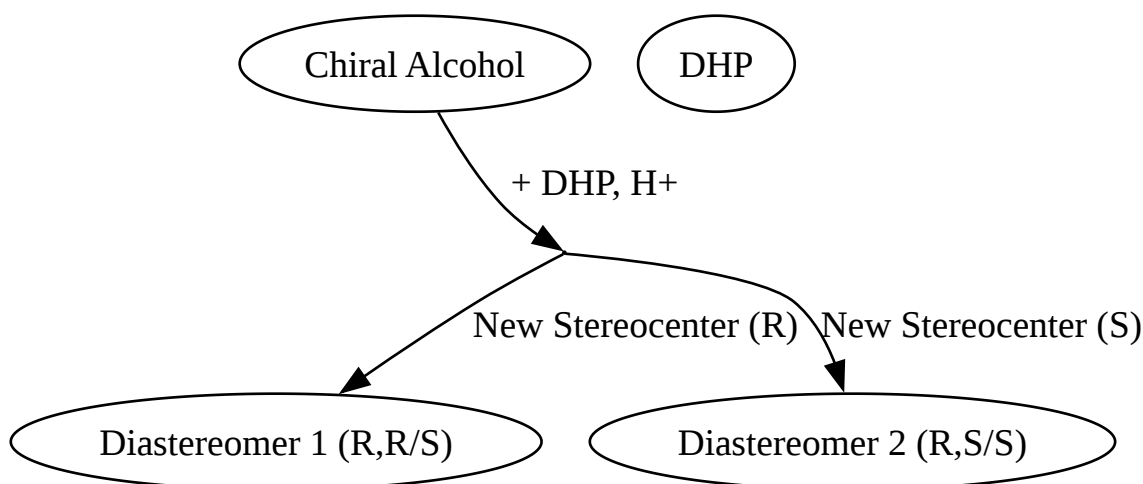 Chiral Alcohol
DHP
+ DHP, H+
New Stereocenter (R)
New Stereocenter (S)
Diastereomer 1 (R,R/S)
Diastereomer 2 (R,S/S)